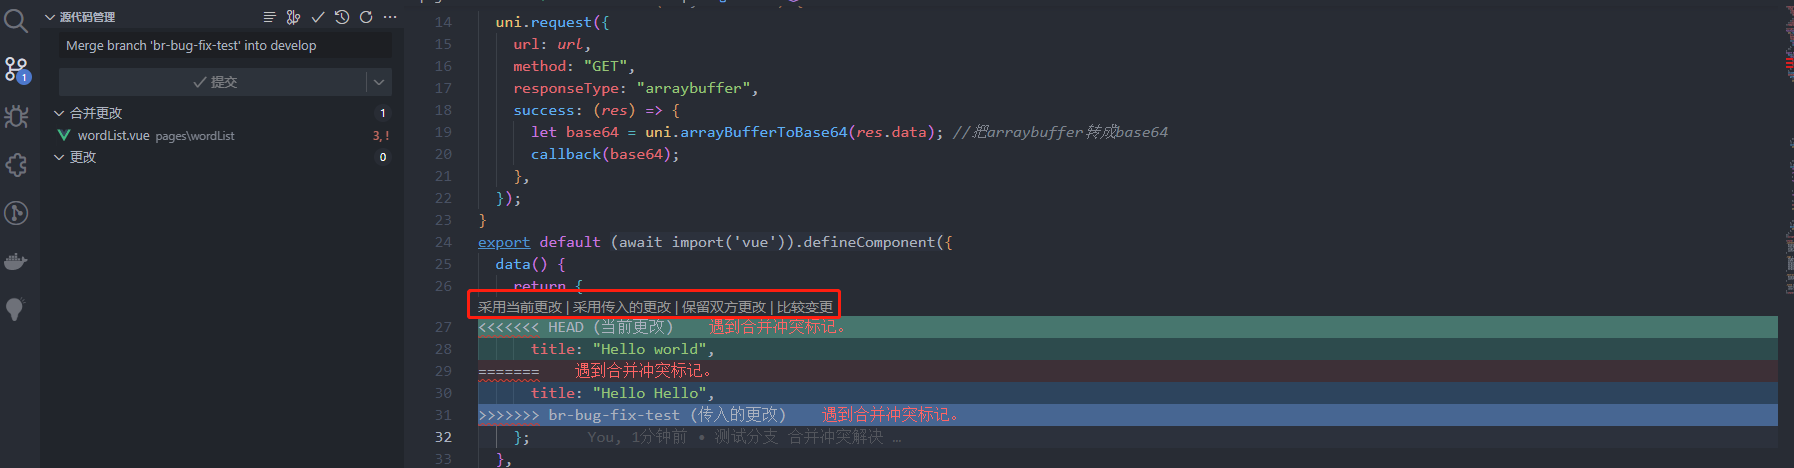 源代码管理
Merge branch 'br-bug-fix-test' into develop
提交
合并更改 1
wordList.vue pages\wordList 3, !
更改 0
1
14 uni.request({
15 url: url,
16 method: "GET",
17 responseType: "arraybuffer",
18 success: (res) => {
19 let base64 = uni.arrayBufferToBase64(res.data); //把arraybuffer转成base64
20 callback(base64);
21 },
22 });
23 }
24 export default (await import('vue')).defineComponent({
25 data() {
26 return {
采用当前更改 | 采用传入的更改 | 保留双方更改 | 比较变更
27 <<<<<<< HEAD (当前更改) 遇到合并冲突标记。
28 title: "Hello world",
29 ======= 遇到合并冲突标记。
30 title: "Hello Hello",
31 >>>>>>> br-bug-fix-test (传入的更改) 遇到合并冲突标记。
32 }; You, 1分钟前 • 测试分支 合并冲突解决 …
33 },